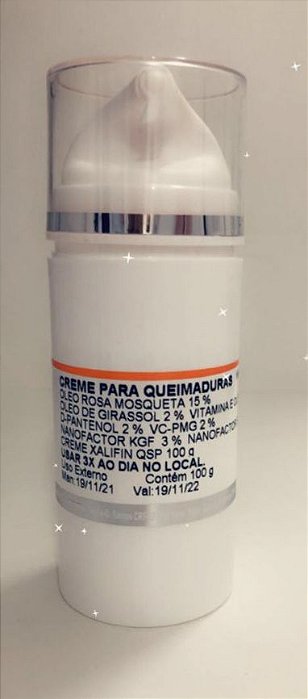 CREME PARA QUEIMADURAS
ÓLEO ROSA MOSQUETA 15 %
ÓLEO DE GIRASSOL 2 % VITAMINA E
D-PANTENOL 2 % VC-PMG 2%
NANOFACTOR KGF 3 % NANOFACTOR
CREME XALIFIN QSP 100 g
USAR 3X AO DIA NO LOCAL.
Uso Externo Contém 100 g
Man:19/11/21 Val:19/11/22